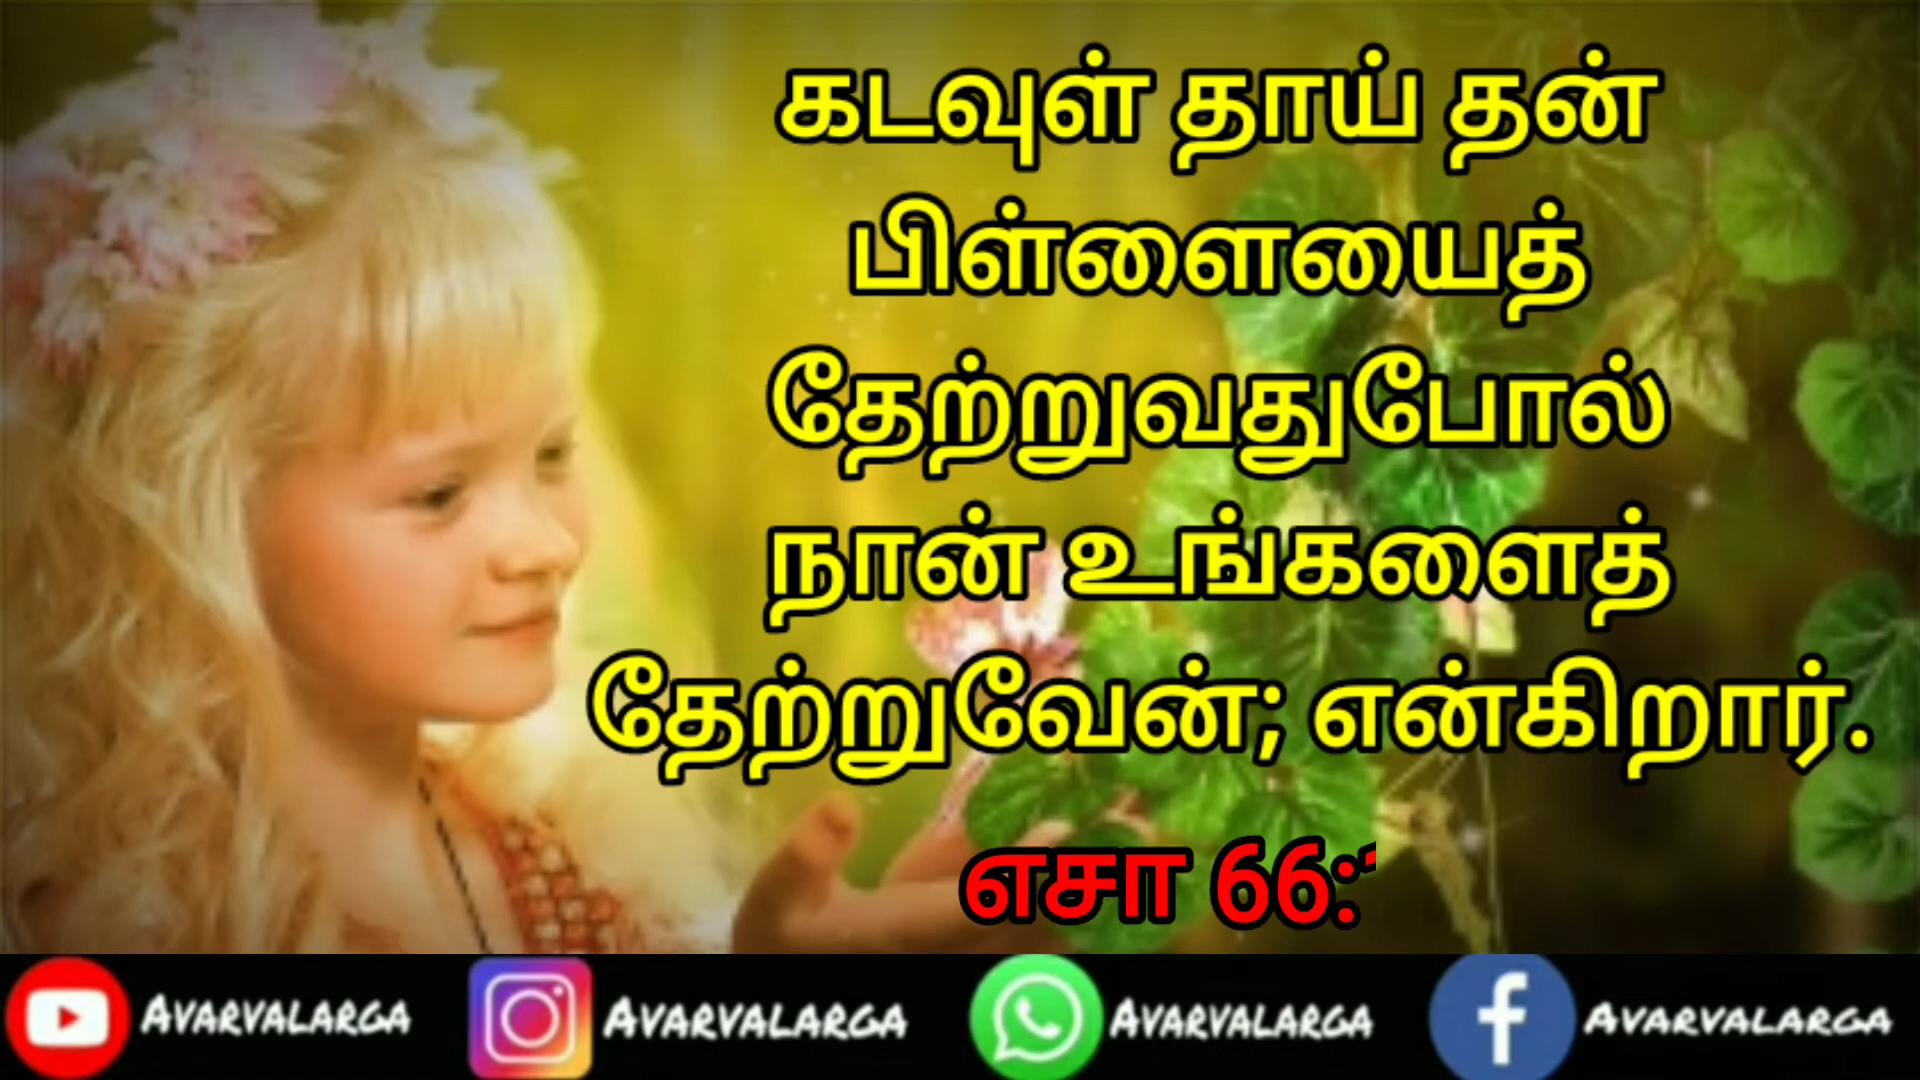 கடவுள் தாய் தன்
பிள்ளையைத்
தேற்றுவதுபோல்
நான் உங்களைத்
தேற்றுவேன்; என்கிறார்.
எசா 66:
AVARVALARGA AVARVALARGA AVARVALARGA AVARVALARGA